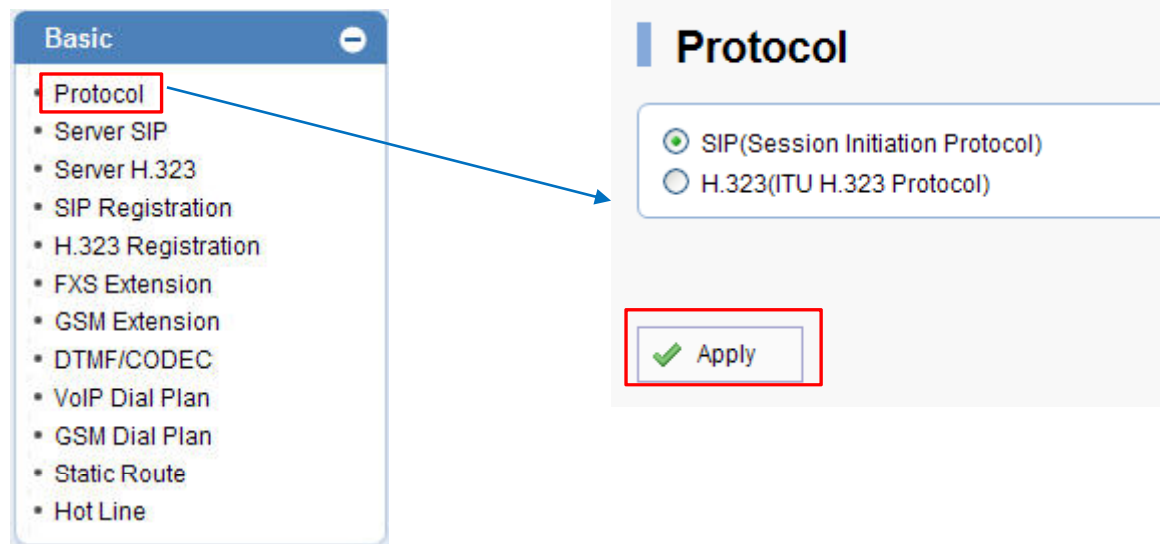 Basic
Protocol
Server SIP
Server H.323
SIP Registration
H.323 Registration
FXS Extension
GSM Extension
DTMF/CODEC
VoIP Dial Plan
GSM Dial Plan
Static Route
Hot Line
Protocol
SIP(Session Initiation Protocol)
H.323(ITU H.323 Protocol)
Apply